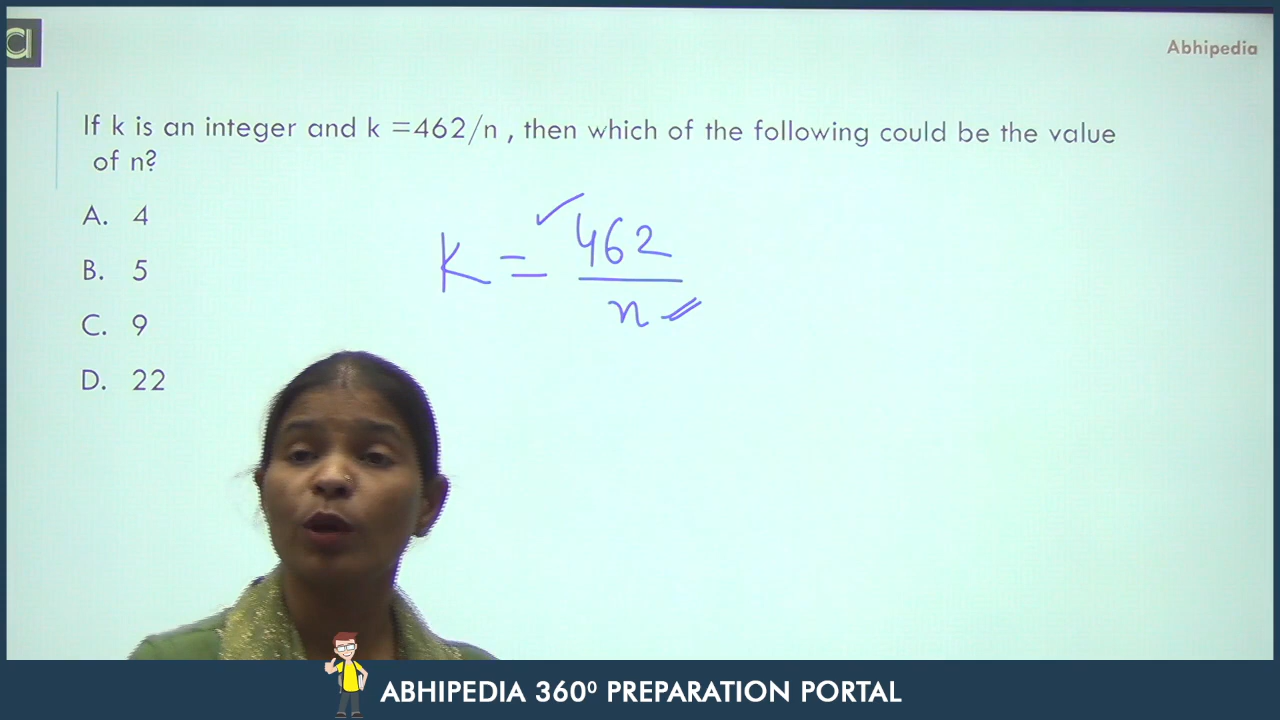 Abhipedia
If k is an integer and k =462/n , then which of the following could be the value
of n?
A. 4
B. 5
C. 9
D. 22
K = 462
n
ABHIPEDIA 360⁰ PREPARATION PORTAL